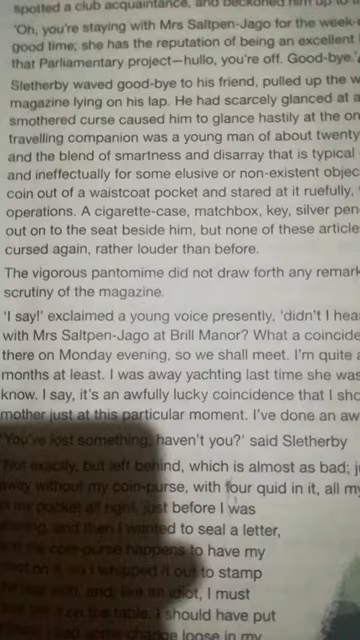 spotted a club acquaintance, and beckoned him up to
'Oh, you're staying with Mrs Saltpen-Jago for the week-
good time; she has the reputation of being an excellent
that Parliamentary project—hullo, you're off. Good-bye.'
Sletherby waved good-bye to his friend, pulled up the w
magazine lying on his lap. He had scarcely glanced at a
smothered curse caused him to glance hastily at the on
travelling companion was a young man of about twenty
and the blend of smartness and disarray that is typical
and ineffectually for some elusive or non-existent objec
coin out of a waistcoat pocket and stared at it ruefully,
operations. A cigarette-case, matchbox, key, silver pen
out on to the seat beside him, but none of these article
cursed again, rather louder than before.
The vigorous pantomime did not draw forth any remark
scrutiny of the magazine.
'I say!' exclaimed a young voice presently, 'didn't I hea
with Mrs Saltpen-Jago at Brill Manor? What a coincide
there on Monday evening, so we shall meet. I'm quite a
months at least. I was away yachting last time she was
know. I say, it's an awfully lucky coincidence that I sho
mother just at this particular moment. I've done an aw
'You've lost something, haven't you?' said Sletherby
'Not exactly, but left behind, which is almost as bad; j
away without my coin-purse, with four quid in it, all my
in my pocket all right, just before I was
and then I wanted to seal a letter,
coin-purse happens to have my
on it, so I whipped it out to stamp
and, like an idiot, I must
it on the table. I should have put
some change loose in my